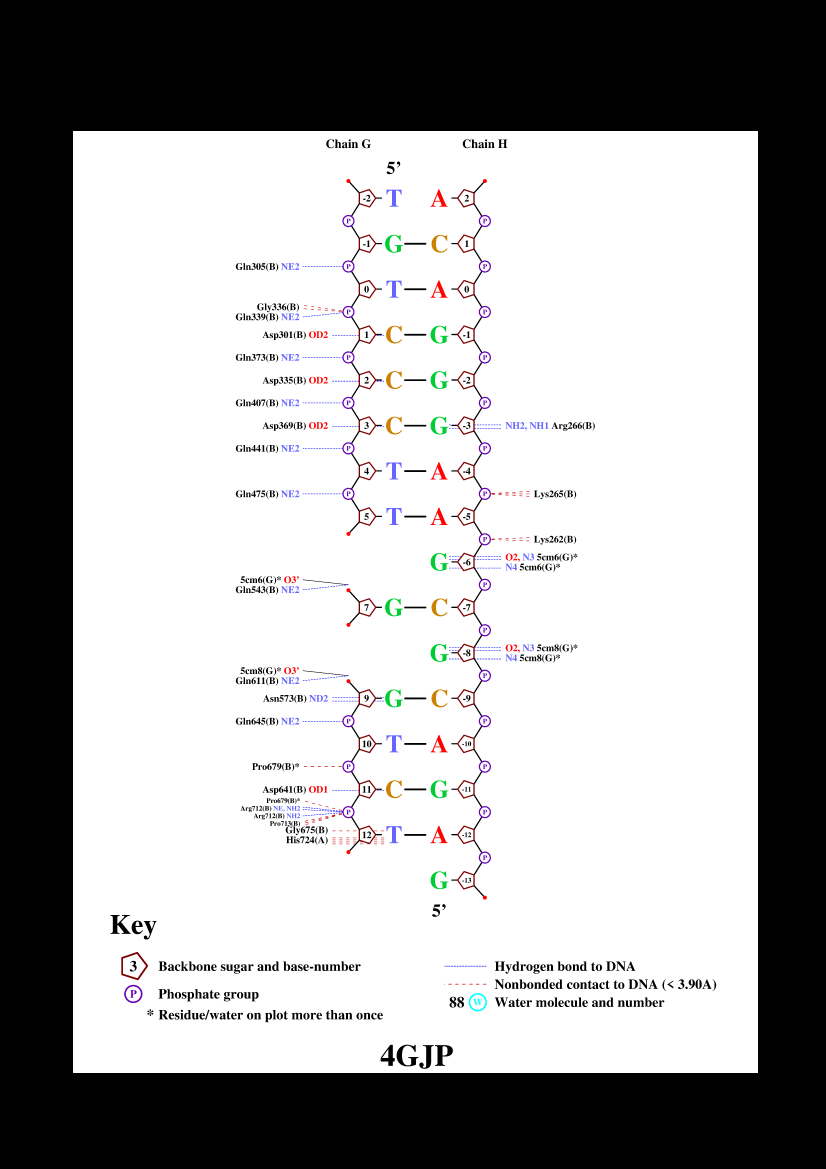 Chain G Chain H
5’
-2 T A 2
P P
-1 G C 1
Gln305(B) NE2 P P
0 T A 0
Gly336(B)
P P
Gln339(B) NE2
Asp301(B) OD2 1 C G -1
Gln373(B) NE2 P P
Asp335(B) OD2 2 C G -2
Gln407(B) NE2 P P
Asp369(B) OD2 3 C G -3 NH2, NH1 Arg266(B)
Gln441(B) NE2 P P
4 T A -4
Gln475(B) NE2 P P Lys265(B)
5 T A -5
P Lys262(B)
O2, N3 5cm6(G)*
G -6
N4 5cm6(G)*
5cm6(G)* O3’
P
Gln543(B) NE2
7 G C -7
P
O2, N3 5cm8(G)*
G -8
N4 5cm8(G)*
5cm8(G)* O3’
P
Gln611(B) NE2
Asn573(B) ND2 9 G C -9
Gln645(B) NE2 P P
10 T A -10
Pro679(B)* P P
Asp641(B) OD1 11 C G -11
Pro679(B)*
Arg712(B) NE, NH2
P P
Arg712(B) NH2
Pro713(B)
Gly675(B)
12 T A -12
His724(A)
P
G -13
5’
Key
3 Backbone sugar and base-number
Hydrogen bond to DNA
Nonbonded contact to DNA (< 3.90A)
P Phosphate group
88 W Water molecule and number
* Residue/water on plot more than once
4GJP